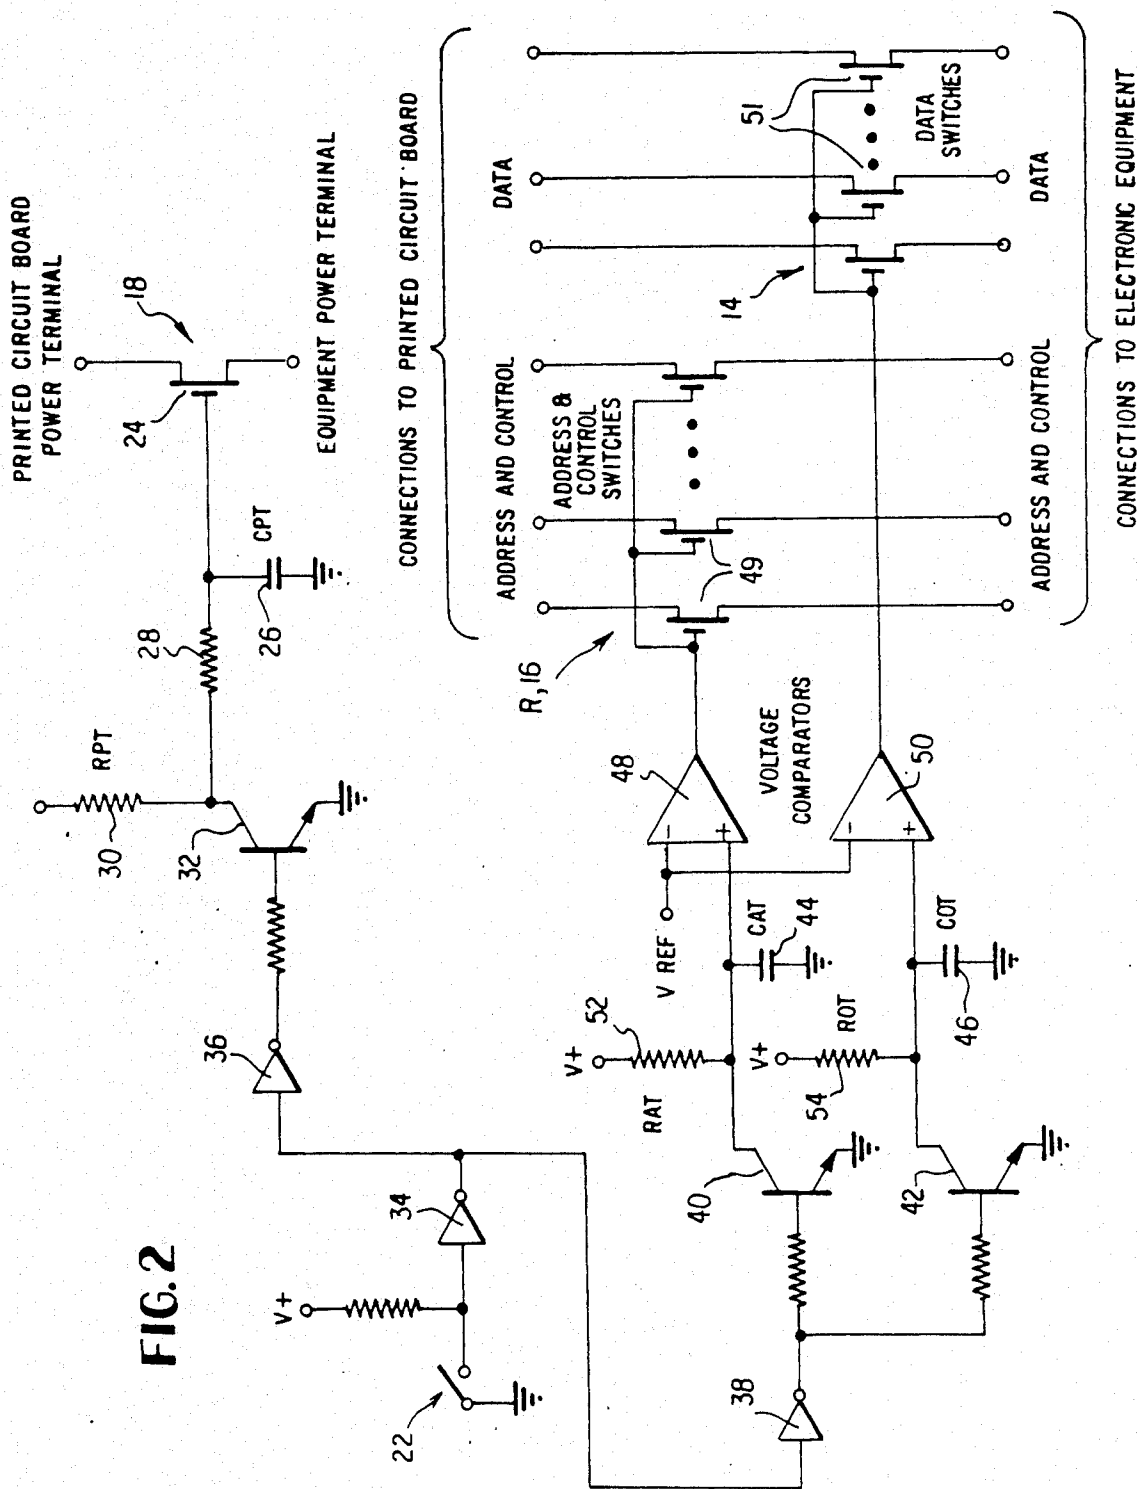 FIG. 2
PRINTED CIRCUIT BOARD
POWER TERMINAL
18
24
EQUIPMENT POWER TERMINAL
CPT
26
28
RPT
30
32
36
34
V+
22
38
CONNECTIONS TO PRINTED CIRCUIT BOARD
ADDRESS AND CONTROL
DATA
ADDRESS &
CONTROL
SWITCHES
R,16
49
14
51
DATA
SWITCHES
ADDRESS AND CONTROL
DATA
CONNECTIONS TO ELECTRONIC EQUIPMENT
48
-
+
VOLTAGE
COMPARATORS
50
-
+
V REF
CAT
44
COT
46
V+
52
RAT
V+
ROT
54
40
42